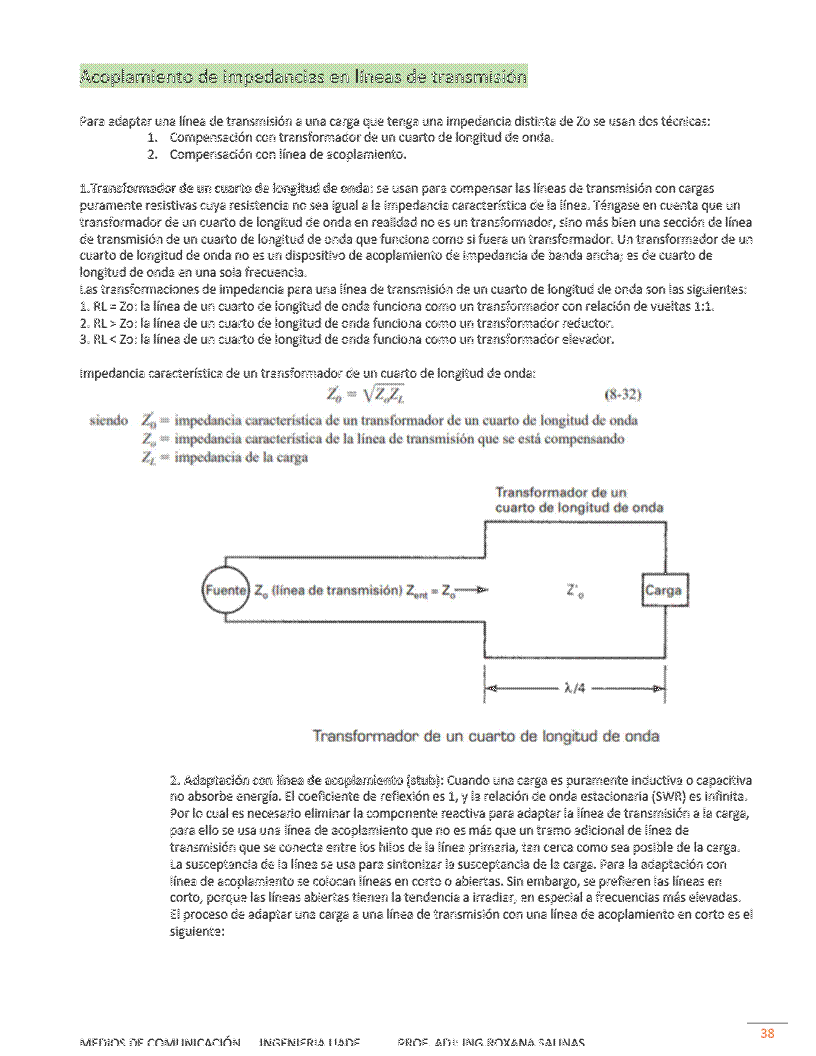 Acoplamiento de impedancias en líneas de transmisión
Para adaptar una línea de transmisión a una carga que tenga una impedancia distinta de Zo se usan dos técnicas:
1. Compensación con transformador de un cuarto de longitud de onda.
2. Compensación con línea de acoplamiento.
1.Transformador de un cuarto de longitud de onda: se usan para compensar las líneas de transmisión con cargas
puramente resistivas cuya resistencia no sea igual a la impedancia característica de la línea. Téngase en cuenta que un
transformador de un cuarto de longitud de onda en realidad no es un transformador, sino más bien una sección de línea
de transmisión de un cuarto de longitud de onda que funciona como si fuera un transformador. Un transformador de un
cuarto de longitud de onda no es un dispositivo de acoplamiento de impedancia de banda ancha; es de cuarto de
longitud de onda en una sola frecuencia.
Las transformaciones de impedancia para una línea de transmisión de un cuarto de longitud de onda son las siguientes:
1. RL = Zo: la línea de un cuarto de longitud de onda funciona como un transformador con relación de vueltas 1:1.
2. RL > Zo: la línea de un cuarto de longitud de onda funciona como un transformador reductor.
3. RL < Zo: la línea de un cuarto de longitud de onda funciona como un transformador elevador.
Impedancia característica de un transformador de un cuarto de longitud de onda:
Z₀′ = √ZₒZ_L (8-32)
siendo Z₀′ = impedancia característica de un transformador de un cuarto de longitud de onda
Zₒ = impedancia característica de la línea de transmisión que se está compensando
Z_L = impedancia de la carga
Transformador de un
cuarto de longitud de onda
Fuente Zₒ (línea de transmisión) Z_ent = Zₒ Z'ₒ Carga
λ/4
Transformador de un cuarto de longitud de onda
2. Adaptación con línea de acoplamiento (stub): Cuando una carga es puramente inductiva o capacitiva
no absorbe energía. El coeficiente de reflexión es 1, y la relación de onda estacionaria (SWR) es infinita.
Por lo cual es necesario eliminar la componente reactiva para adaptar la línea de transmisión a la carga,
para ello se usa una línea de acoplamiento que no es más que un tramo adicional de línea de
transmisión que se conecta entre los hilos de la línea primaria, tan cerca como sea posible de la carga.
La susceptancia de la línea se usa para sintonizar la susceptancia de la carga. Para la adaptación con
línea de acoplamiento se colocan líneas en corto o abiertas. Sin embargo, se prefieren las líneas en
corto, porque las líneas abiertas tienen la tendencia a irradiar, en especial a frecuencias más elevadas.
El proceso de adaptar una carga a una línea de transmisión con una línea de acoplamiento en corto es el
siguiente:
38
MEDIOS DE COMUNICACIÓN INGENIERIA UADE PROF. ADJ: ING ROXANA SALINAS